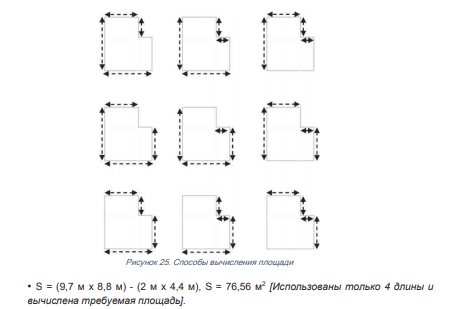 Рисунок 25. Способы вычисления площади
• S = (9,7 м x 8,8 м) - (2 м x 4,4 м), S = 76,56 м² [Использованы только 4 длины и
вычислена требуемая площадь].